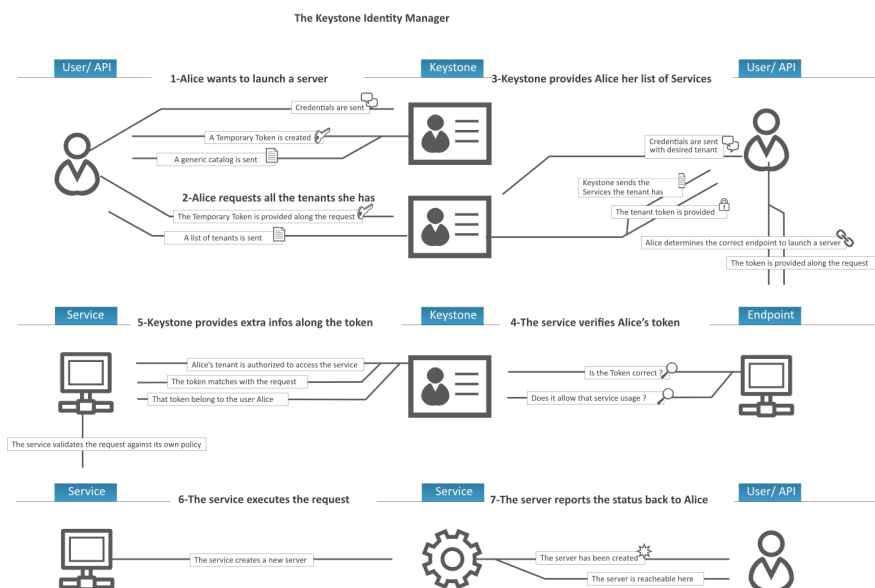 The Keystone Identity Manager
User/ API
Keystone
User/ API
1-Alice wants to launch a server
3-Keystone provides Alice her list of Services
Credentials are sent
A Temporary Token is created
A generic catalog is sent
2-Alice requests all the tenants she has
The Temporary Token is provided along the request
A list of tenants is sent
Credentials are sent
with desired tenant
Keystone sends the
Services the tenant has
The tenant token is provided
Alice determines the correct endpoint to launch a server
The token is provided along the request
Service
Keystone
Endpoint
5-Keystone provides extra infos along the token
4-The service verifies Alice's token
Alice's tenant is authorized to access the service
The token matches with the request
That token belong to the user Alice
Is the Token correct ?
Does it allow that service usage ?
The service validates the request against its own policy
Service
Service
User/ API
6-The service executes the request
7-The server reports the status back to Alice
The service creates a new server
The server has been created
The server is reacheable here